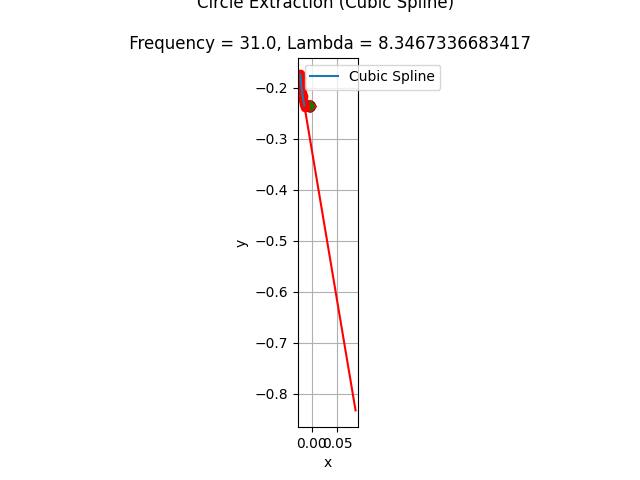 Circle Extraction (Cubic Spline)
Frequency = 31.0, Lambda = 8.3467336683417
Cubic Spline
−0.2
−0.3
−0.4
−0.5
−0.6
−0.7
−0.8
y
0.00 0.05
x